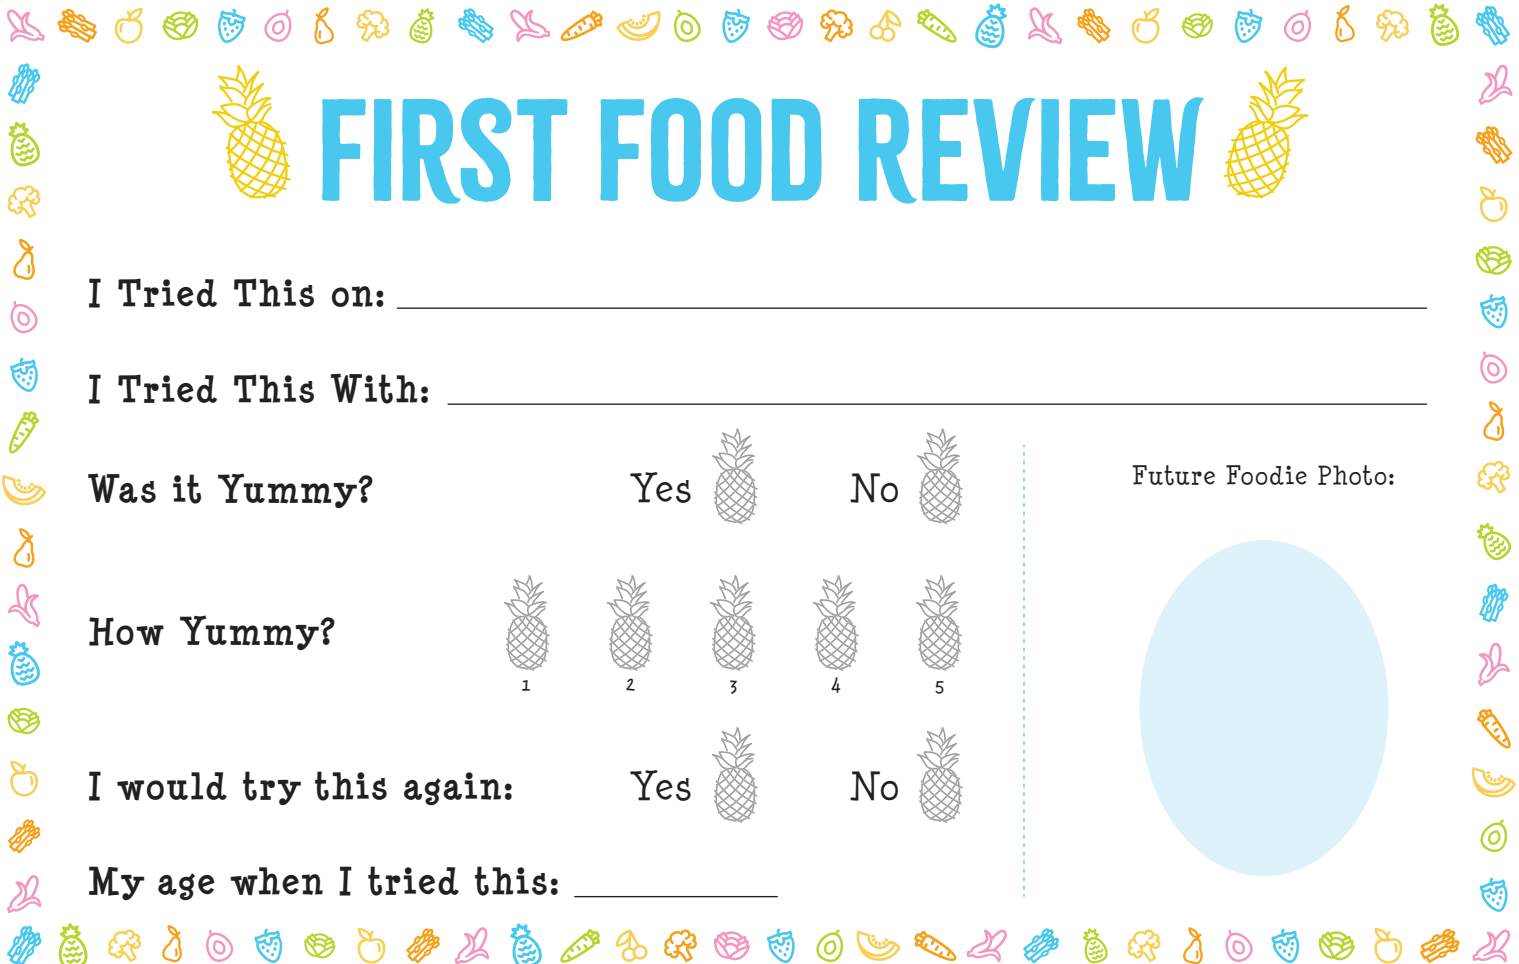 FIRST FOOD REVIEW
I Tried This on:
I Tried This With:
Was it Yummy? Yes No
Future Foodie Photo:
How Yummy?
1 2 3 4 5
I would try this again: Yes No
My age when I tried this: